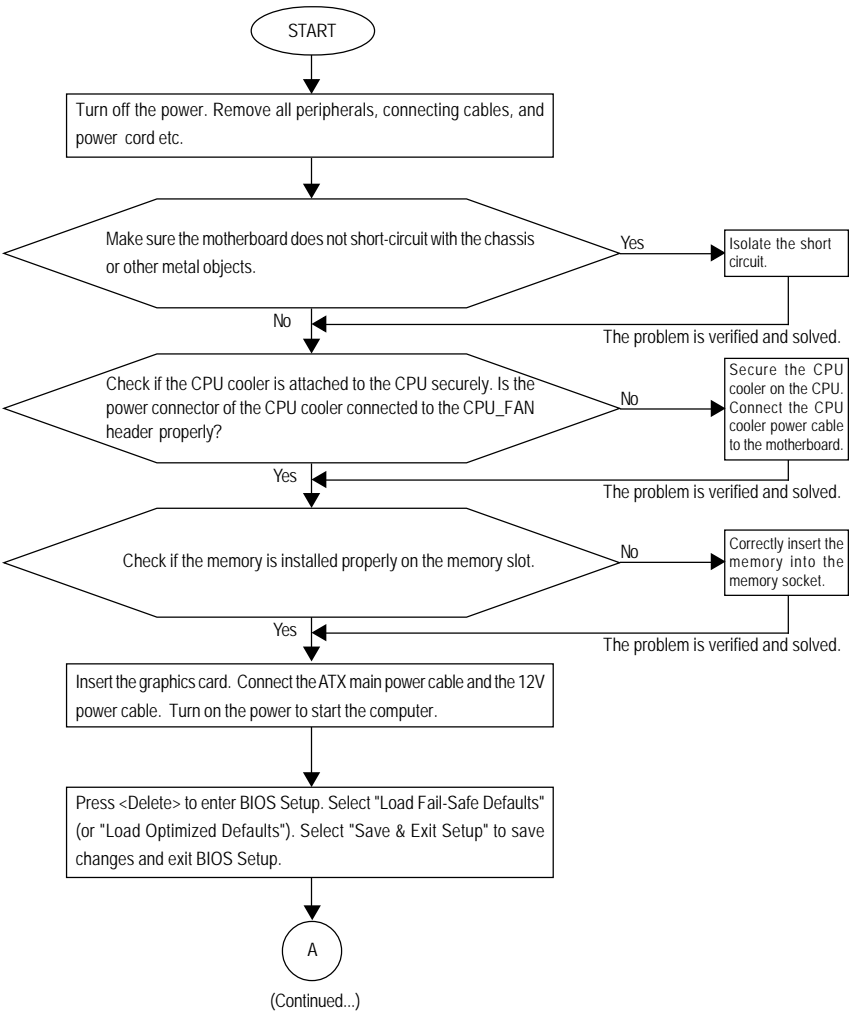 START
Turn off the power. Remove all peripherals, connecting cables, and
power cord etc.
Make sure the motherboard does not short-circuit with the chassis
or other metal objects.
Yes
Isolate the short
circuit.
No
The problem is verified and solved.
Check if the CPU cooler is attached to the CPU securely. Is the
power connector of the CPU cooler connected to the CPU_FAN
header properly?
No
Secure the CPU
cooler on the CPU.
Connect the CPU
cooler power cable
to the motherboard.
Yes
The problem is verified and solved.
Check if the memory is installed properly on the memory slot.
No
Correctly insert the
memory into the
memory socket.
Yes
The problem is verified and solved.
Insert the graphics card. Connect the ATX main power cable and the 12V
power cable. Turn on the power to start the computer.
Press <Delete> to enter BIOS Setup. Select "Load Fail-Safe Defaults"
(or "Load Optimized Defaults"). Select "Save & Exit Setup" to save
changes and exit BIOS Setup.
A
(Continued...)